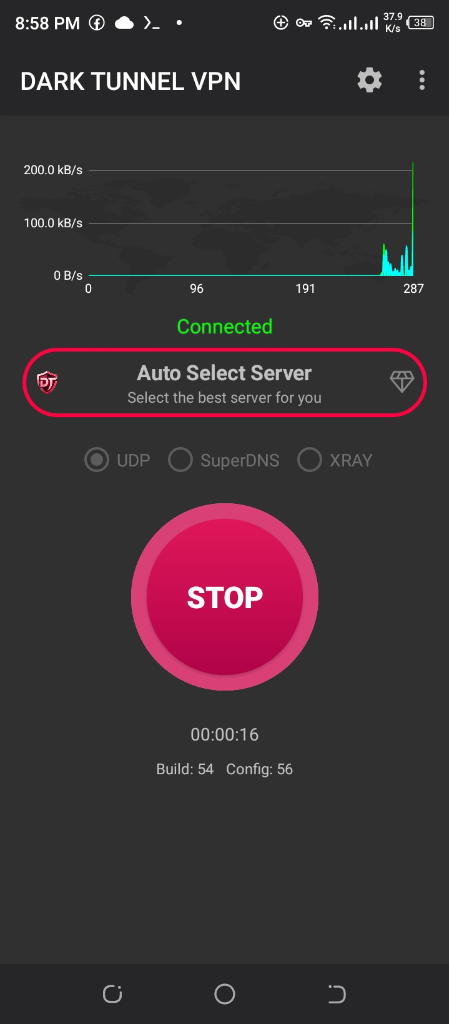 8:58 PM
37.9
K/s
38
DARK TUNNEL VPN
200.0 kB/s
100.0 kB/s
0 B/s
0 96 191 287
Connected
DT
Auto Select Server
Select the best server for you
UDP SuperDNS XRAY
STOP
00:00:16
Build: 54 Config: 56